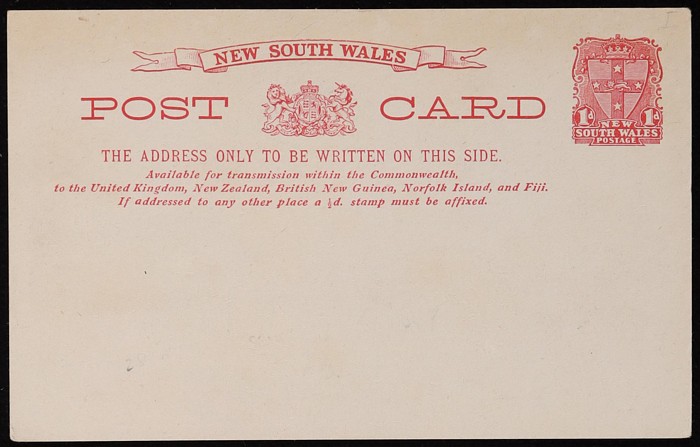 NEW SOUTH WALES
POST CARD
1d 1d
NEW
SOUTH WALES
POSTAGE
THE ADDRESS ONLY TO BE WRITTEN ON THIS SIDE.
Available for transmission within the Commonwealth,
to the United Kingdom, New Zealand, British New Guinea, Norfolk Island, and Fiji.
If addressed to any other place a ½d. stamp must be affixed.